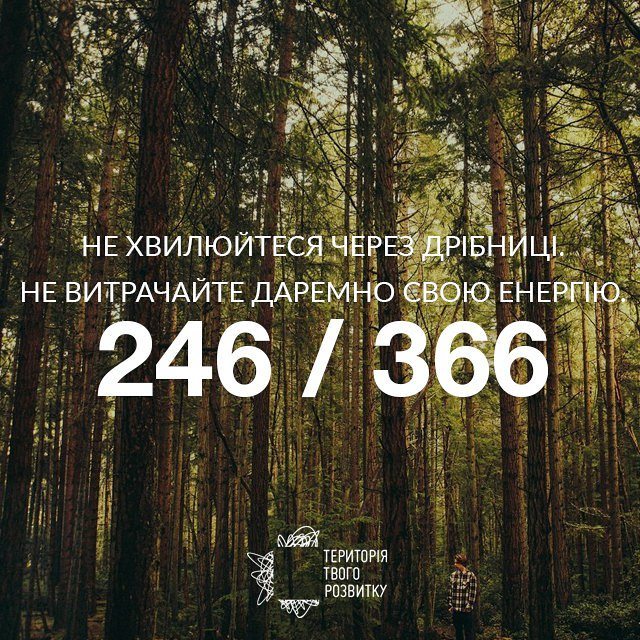 НЕ ХВИЛЮЙТЕСЯ ЧЕРЕЗ ДРІБНИЦІ.
НЕ ВИТРАЧАЙТЕ ДАРЕМНО СВОЮ ЕНЕРГІЮ.
246 / 366
ТЕРИТОРІЯ
ТВОГО
РОЗВИТКУ